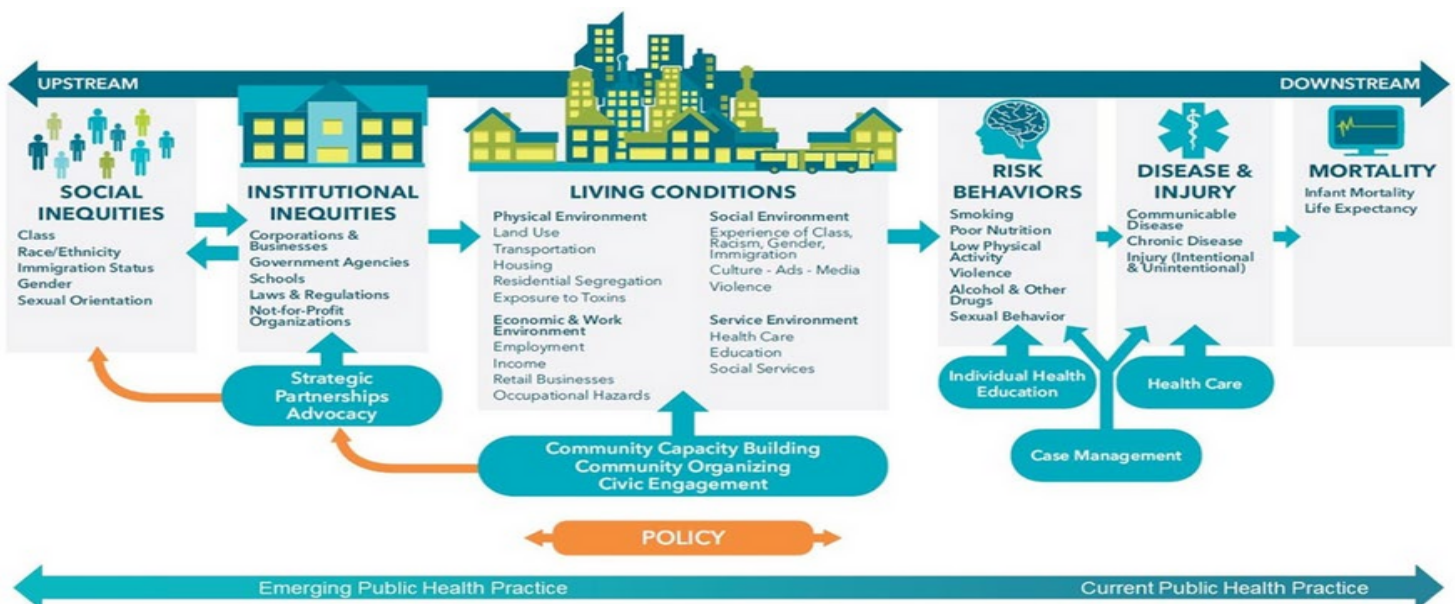 UPSTREAM
DOWNSTREAM
SOCIAL
INEQUITIES
Class
Race/Ethnicity
Immigration Status
Gender
Sexual Orientation
INSTITUTIONAL
INEQUITIES
Corporations &
Businesses
Government Agencies
Schools
Laws & Regulations
Not-for-Profit
Organizations
LIVING CONDITIONS
Physical Environment
Land Use
Transportation
Housing
Residential Segregation
Exposure to Toxins
Economic & Work
Environment
Employment
Income
Retail Businesses
Occupational Hazards
Social Environment
Experience of Class,
Racism, Gender,
Immigration
Culture - Ads - Media
Violence
Service Environment
Health Care
Education
Social Services
RISK
BEHAVIORS
Smoking
Poor Nutrition
Low Physical
Activity
Violence
Alcohol & Other
Drugs
Sexual Behavior
DISEASE &
INJURY
Communicable
Disease
Chronic Disease
Injury (Intentional
& Unintentional)
MORTALITY
Infant Mortality
Life Expectancy
Strategic
Partnerships
Advocacy
Community Capacity Building
Community Organizing
Civic Engagement
Individual Health
Education
Health Care
Case Management
POLICY
Emerging Public Health Practice
Current Public Health Practice